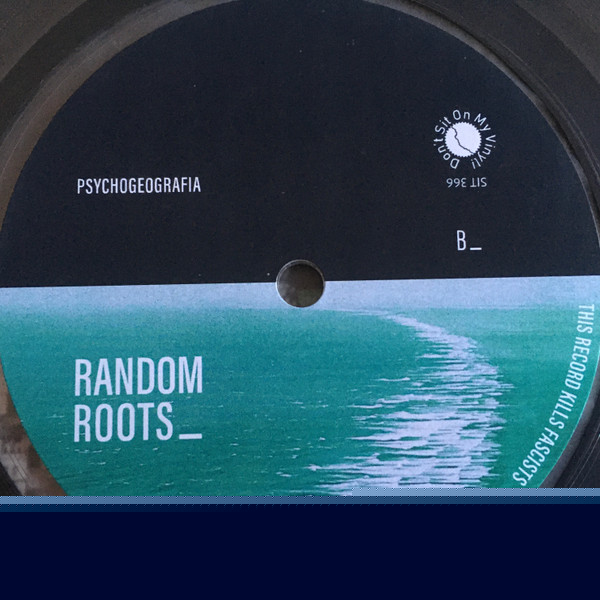 Don't Sit On My Vinyl!
SIT 366
PSYCHOGEOGRAFIA
B_
RANDOM
ROOTS_
THIS RECORD KILLS FASCISTS